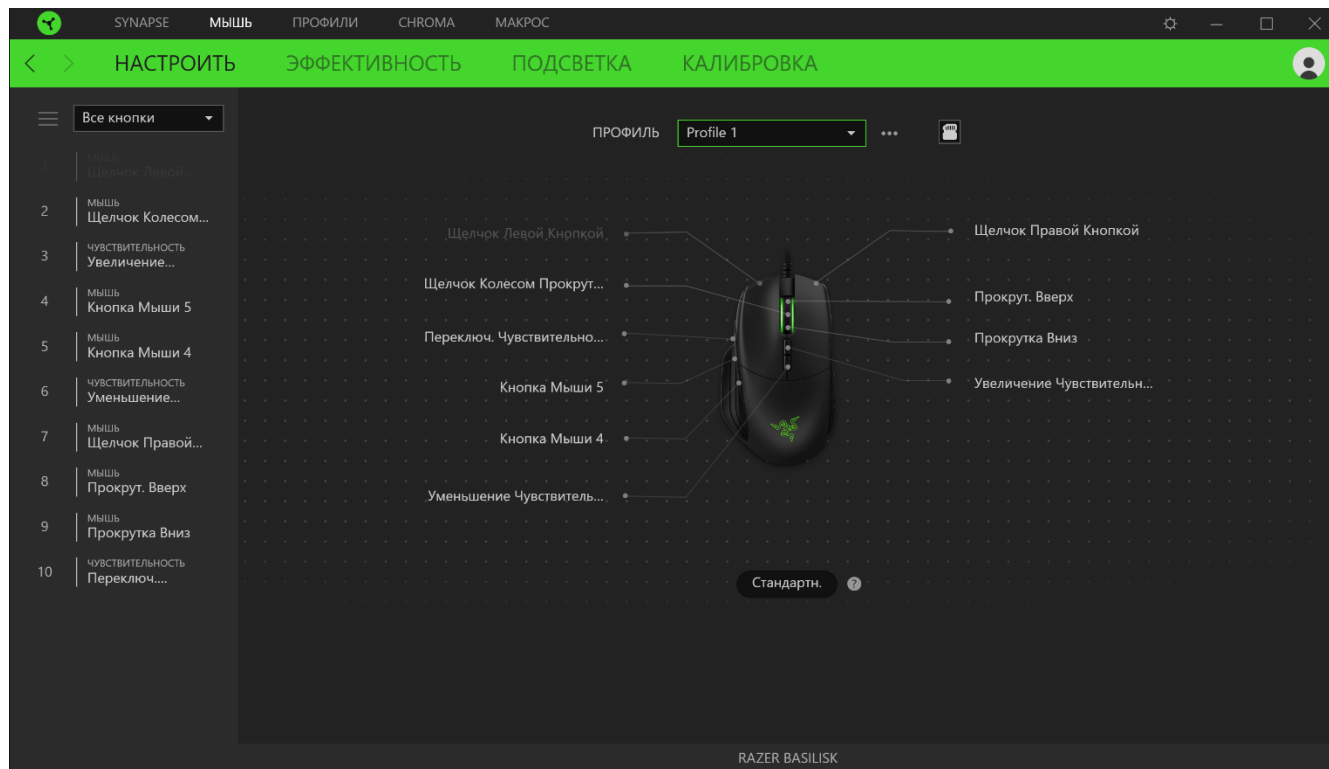 SYNAPSE МЫШЬ ПРОФИЛИ CHROMA МАКРОС
НАСТРОИТЬ ЭФФЕКТИВНОСТЬ ПОДСВЕТКА КАЛИБРОВКА
Все кнопки
ПРОФИЛЬ Profile 1
1 МЫШЬ
Щелчок Левой...
2 МЫШЬ
Щелчок Колесом...
3 ЧУВСТВИТЕЛЬНОСТЬ
Увеличение...
4 МЫШЬ
Кнопка Мыши 5
5 МЫШЬ
Кнопка Мыши 4
6 ЧУВСТВИТЕЛЬНОСТЬ
Уменьшение...
7 МЫШЬ
Щелчок Правой...
8 МЫШЬ
Прокрут. Вверх
9 МЫШЬ
Прокрутка Вниз
10 ЧУВСТВИТЕЛЬНОСТЬ
Переключ....
Щелчок Левой Кнопкой
Щелчок Колесом Прокрут...
Переключ. Чувствительно...
Кнопка Мыши 5
Кнопка Мыши 4
Уменьшение Чувствитель...
Щелчок Правой Кнопкой
Прокрут. Вверх
Прокрутка Вниз
Увеличение Чувствительн...
Стандартн. ?
RAZER BASILISK